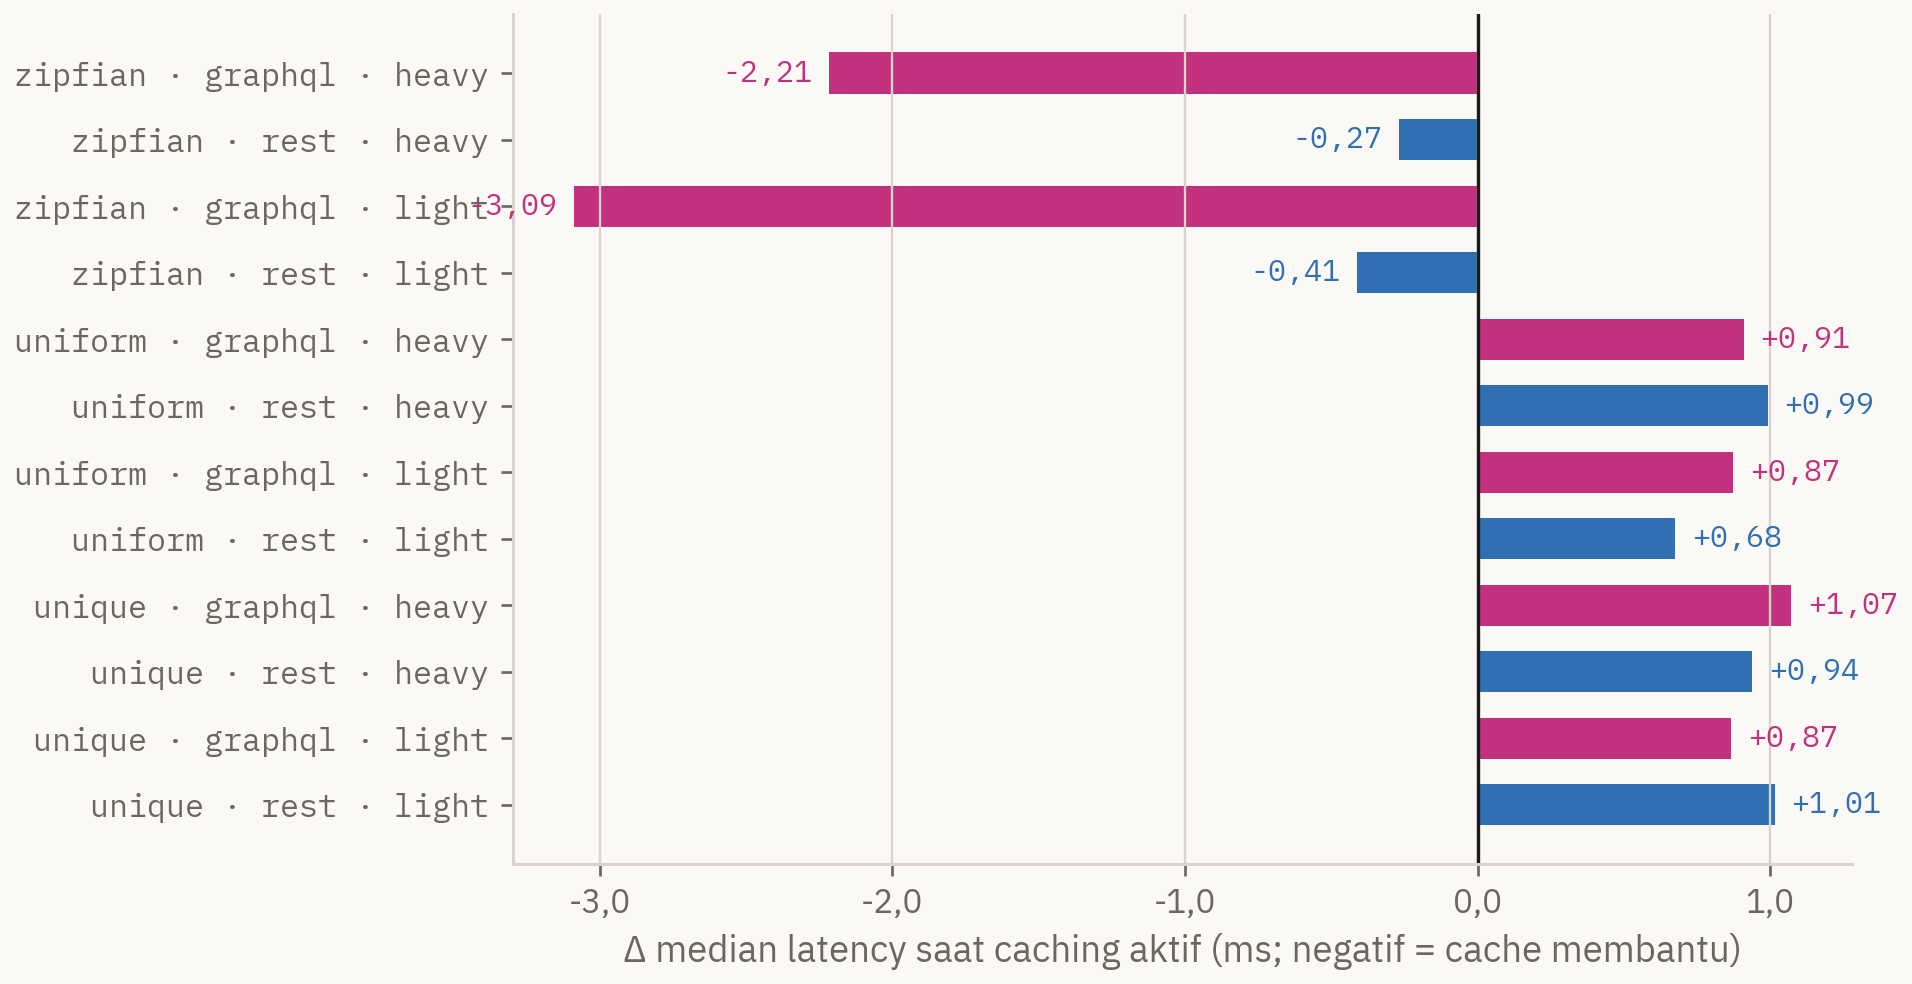 zipfian · graphql · heavy -2,21
zipfian · rest · heavy -0,27
zipfian · graphql · light -3,09
zipfian · rest · light -0,41
uniform · graphql · heavy +0,91
uniform · rest · heavy +0,99
uniform · graphql · light +0,87
uniform · rest · light +0,68
unique · graphql · heavy +1,07
unique · rest · heavy +0,94
unique · graphql · light +0,87
unique · rest · light +1,01
-3,0 -2,0 -1,0 0,0 1,0
Δ median latency saat caching aktif (ms; negatif = cache membantu)